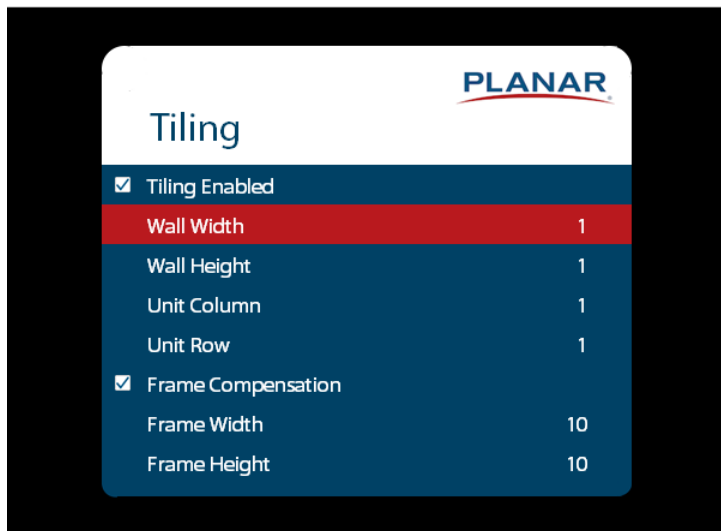 PLANAR
Tiling
Tiling Enabled
Wall Width 1
Wall Height 1
Unit Column 1
Unit Row 1
Frame Compensation
Frame Width 10
Frame Height 10